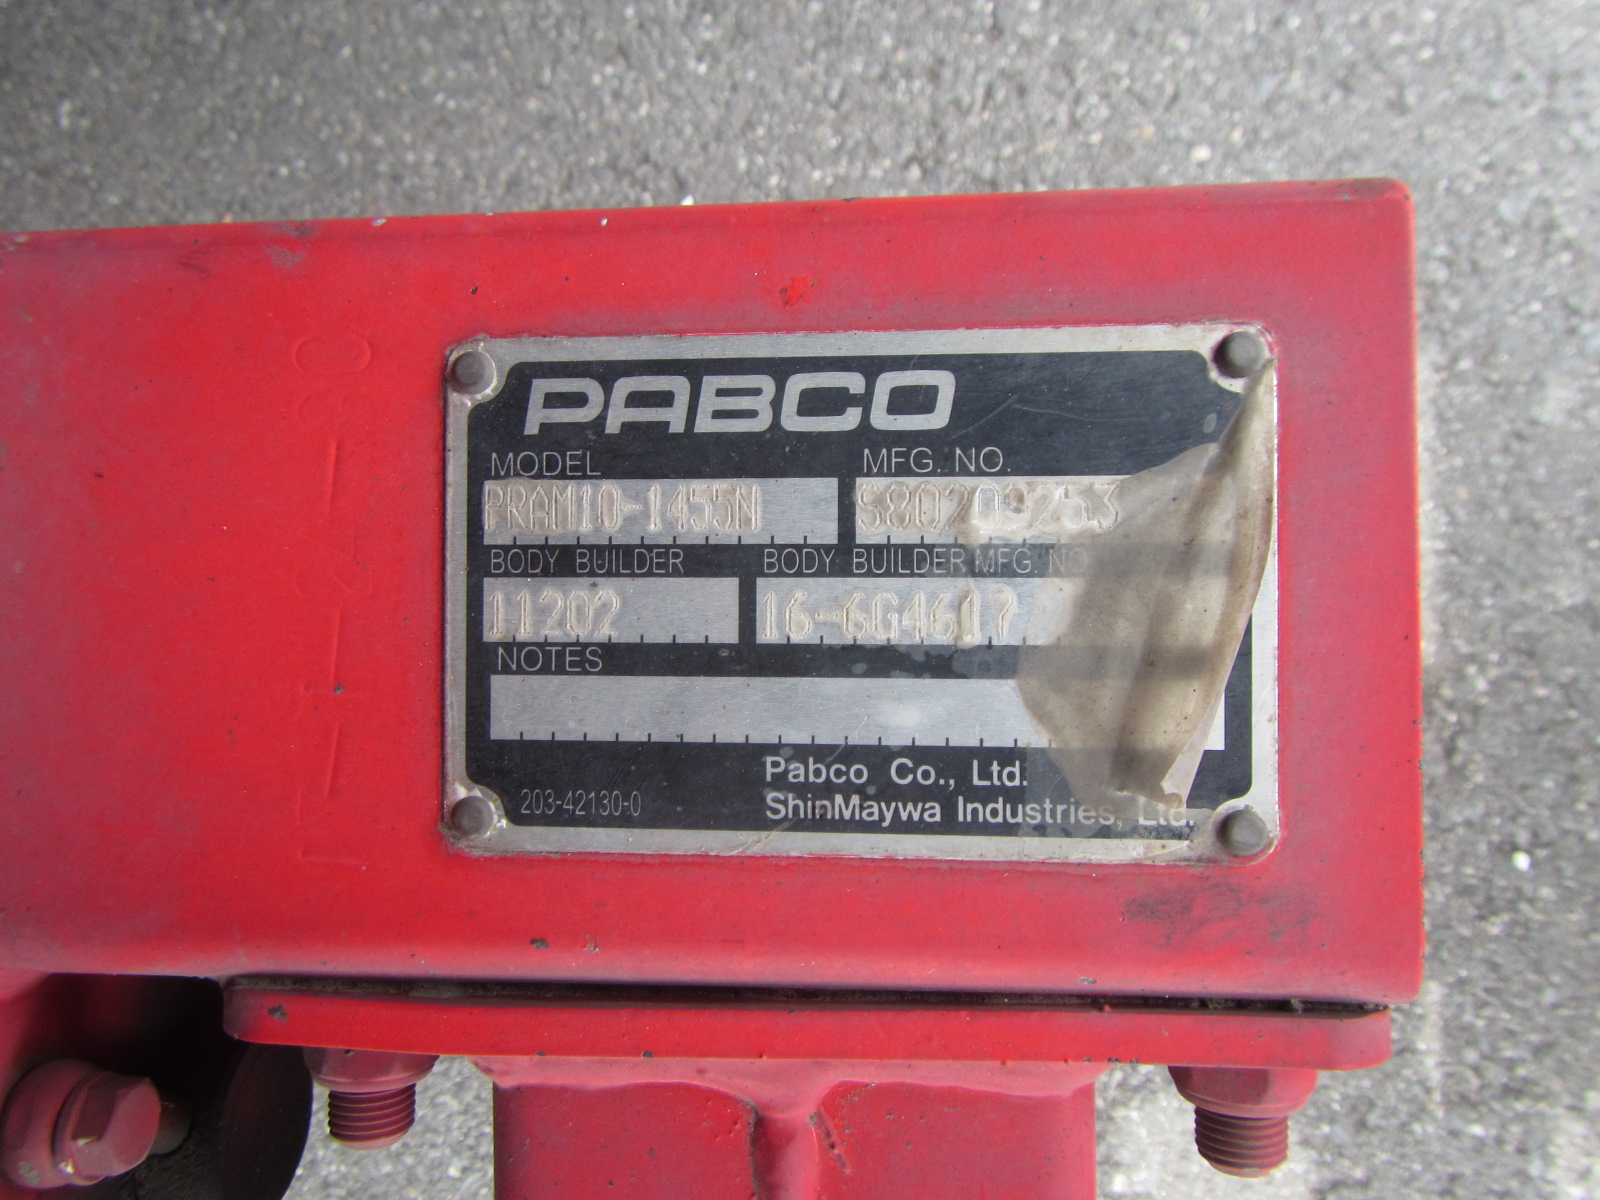 PABCO
MODEL MFG. NO.
PRAM10-1455N S80209253
BODY BUILDER BODY BUILDER MFG. NO
11202 16-6G4617
NOTES
Pabco Co., Ltd.
203-42130-0 ShinMaywa Industries, Ltd.